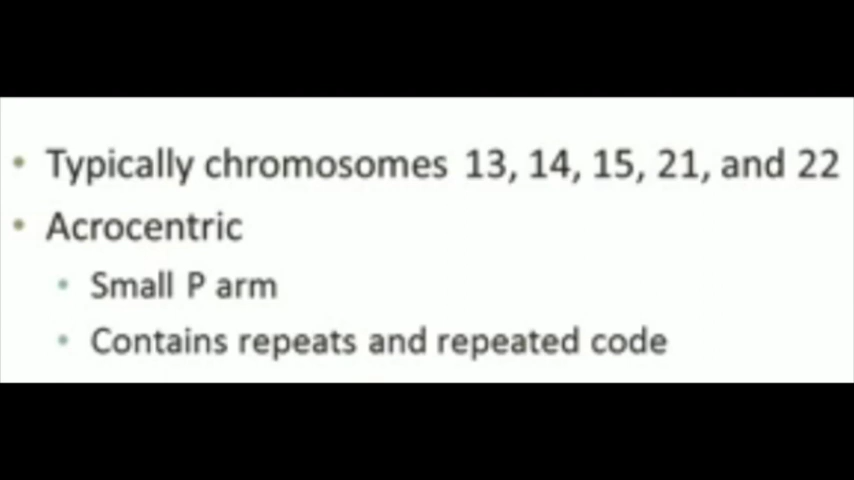 • Typically chromosomes 13, 14, 15, 21, and 22
• Acrocentric
• Small P arm
• Contains repeats and repeated code